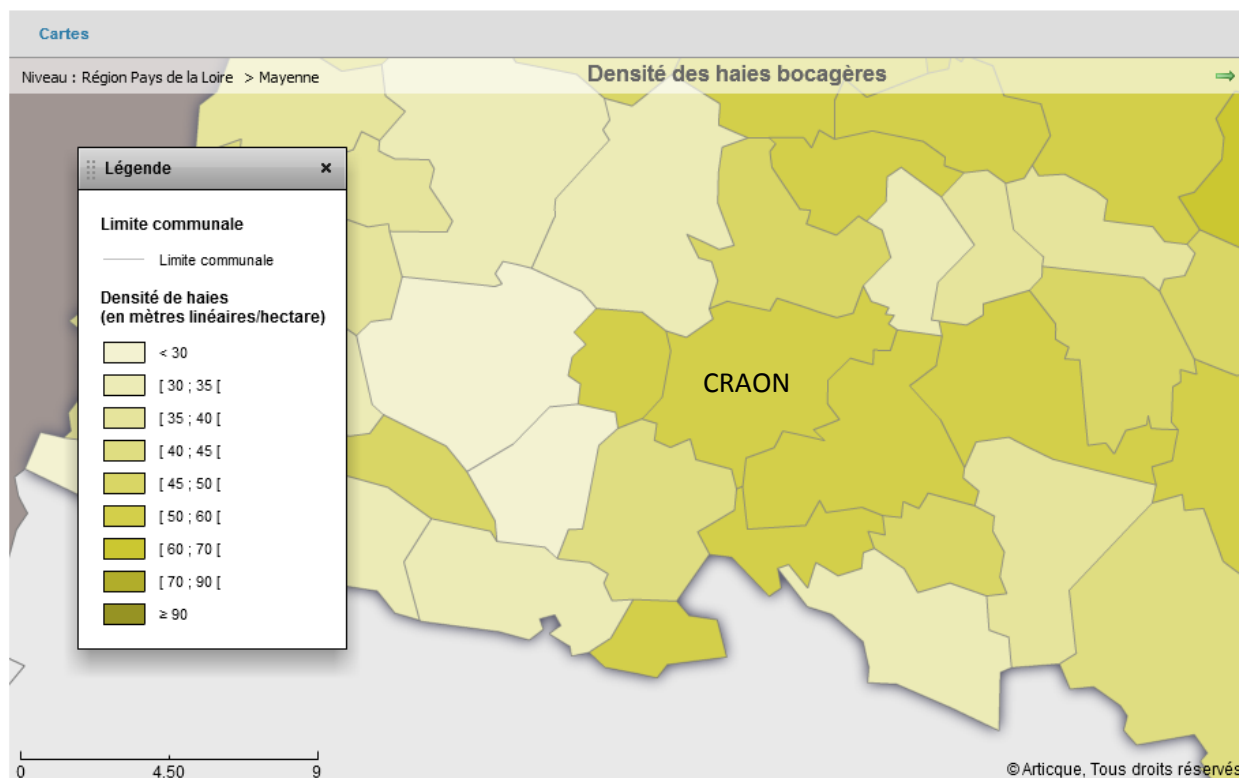 Cartes
Niveau : Région Pays de la Loire > Mayenne
Densité des haies bocagères
Légende
×
Limite communale
Limite communale
Densité de haies
(en mètres linéaires/hectare)
< 30
[ 30 ; 35 [
[ 35 ; 40 [
[ 40 ; 45 [
[ 45 ; 50 [
[ 50 ; 60 [
[ 60 ; 70 [
[ 70 ; 90 [
≥ 90
CRAON
0 4.50 9
© Articque, Tous droits réservés